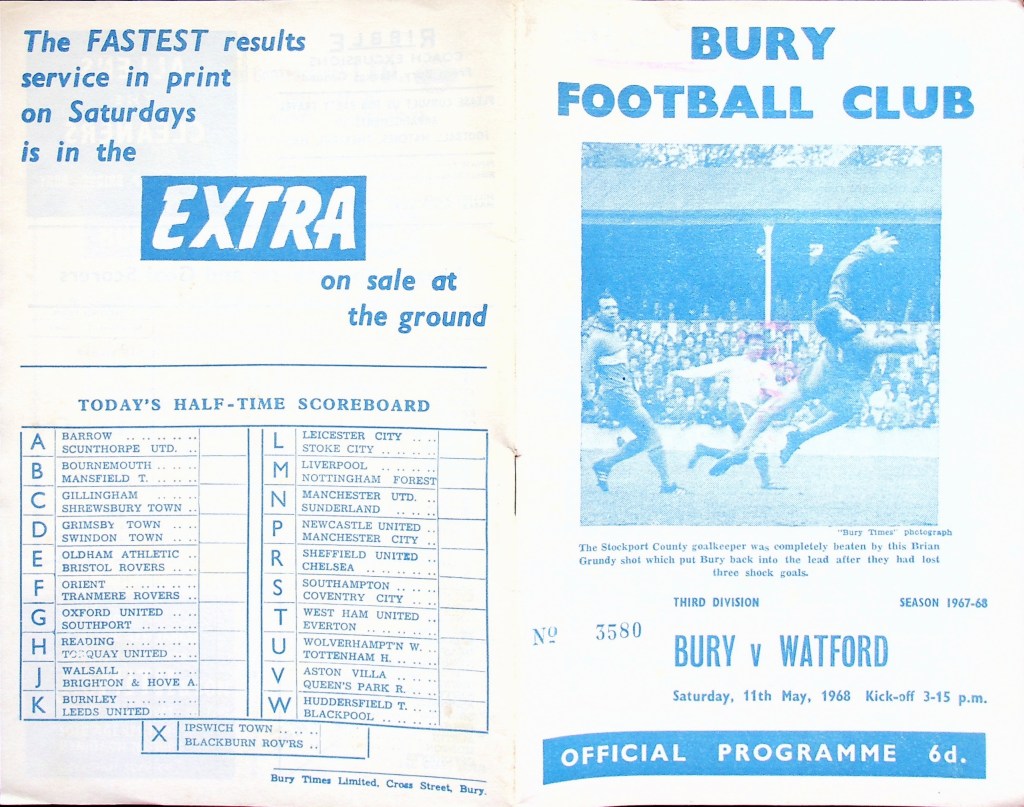 The FASTEST results
service in print
on Saturdays
is in the
EXTRA
on sale at
the ground
TODAY'S HALF-TIME SCOREBOARD
A BARROW .. .. .. .. ..
SCUNTHORPE UTD. ..
B BOURNEMOUTH .. .. ..
MANSFIELD T. .. .. ..
C GILLINGHAM .. .. ..
SHREWSBURY TOWN ..
D GRIMSBY TOWN .. ..
SWINDON TOWN .. ..
E OLDHAM ATHLETIC ..
BRISTOL ROVERS .. ..
F ORIENT .. .. .. ..
TRANMERE ROVERS ..
G OXFORD UNITED .. ..
SOUTHPORT .. .. .. ..
H READING .. .. .. ..
TORQUAY UNITED .. ..
J WALSALL .. .. .. ..
BRIGHTON & HOVE A.
K BURNLEY .. .. .. ..
LEEDS UNITED .. .. ..
L LEICESTER CITY .. ..
STOKE CITY .. .. .. ..
M LIVERPOOL .. .. .. ..
NOTTINGHAM FOREST
N MANCHESTER UTD. ..
SUNDERLAND .. .. ..
P NEWCASTLE UNITED ..
MANCHESTER CITY ..
R SHEFFIELD UNITED
CHELSEA .. .. .. .. ..
S SOUTHAMPTON .. ..
COVENTRY CITY .. ..
T WEST HAM UNITED ..
EVERTON .. .. .. .. ..
U WOLVERHAMPT'N W. ..
TOTTENHAM H. .. .. ..
V ASTON VILLA .. .. ..
QUEEN'S PARK R. .. ..
W HUDDERSFIELD T. ..
BLACKPOOL .. .. .. ..
X IPSWICH TOWN .. .. ..
BLACKBURN ROV'RS ..
Bury Times Limited, Cross Street, Bury.
BURY
FOOTBALL CLUB
"Bury Times" photograph
The Stockport County goalkeeper was completely beaten by this Brian
Grundy shot which put Bury back into the lead after they had lost
three shock goals.
THIRD DIVISION SEASON 1967-68
Nº 3580
BURY v WATFORD
Saturday, 11th May, 1968 Kick-off 3-15 p.m.
OFFICIAL PROGRAMME 6d.